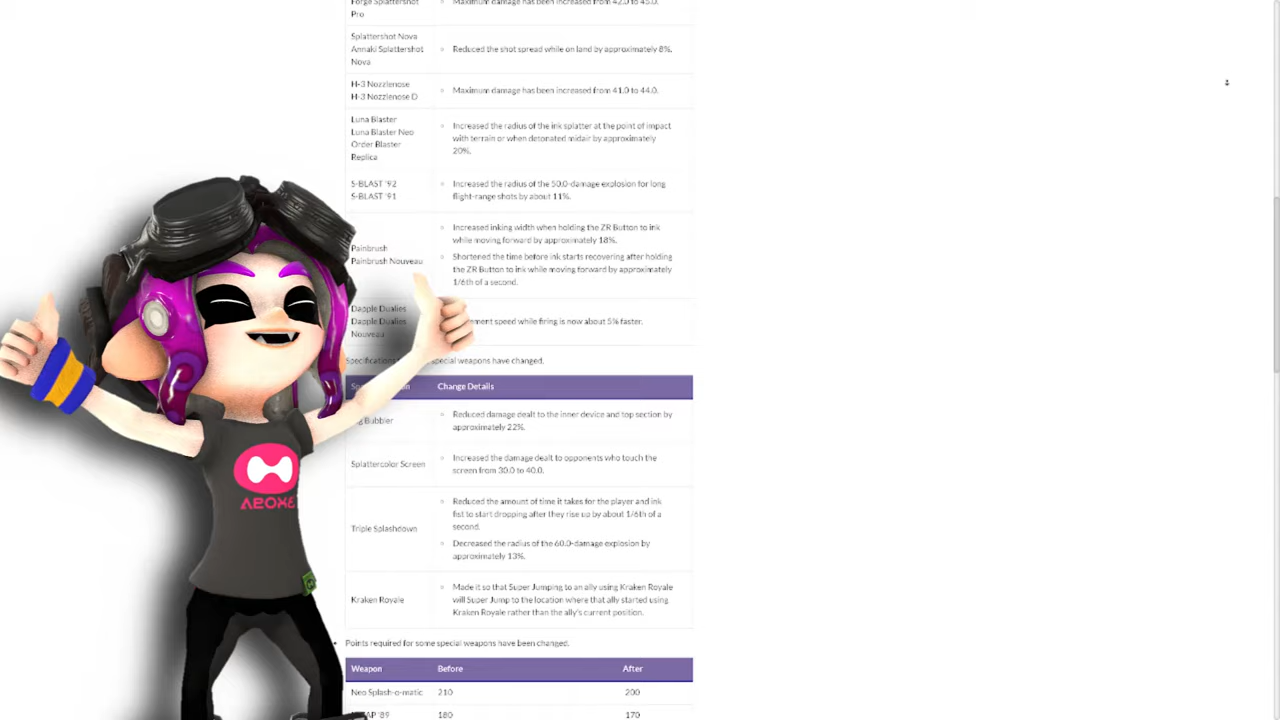 Forge Splattershot
Pro
Maximum damage has been increased from 42.0 to 45.0.
Splattershot Nova
Annaki Splattershot
Nova
Reduced the shot spread while on land by approximately 8%.
H-3 Nozzlenose
H-3 Nozzlenose D
Maximum damage has been increased from 41.0 to 44.0.
Luna Blaster
Luna Blaster Neo
Order Blaster
Replica
Increased the radius of the ink splatter at the point of impact
with terrain or when detonated midair by approximately
20%.
S-BLAST '92
S-BLAST '91
Increased the radius of the 50.0-damage explosion for long
flight-range shots by about 11%.
Painbrush
Painbrush Nouveau
Increased inking width when holding the ZR Button to ink
while moving forward by approximately 18%.
Shortened the time before ink starts recovering after holding
the ZR Button to ink while moving forward by approximately
1/6th of a second.
Dapple Dualies
Dapple Dualies
Nouveau
ment speed while firing is now about 5% faster.
Specifications ecial weapons have changed.
Change Details
Bubbler
Reduced damage dealt to the inner device and top section by
approximately 22%.
Splattercolor Screen
Increased the damage dealt to opponents who touch the
screen from 30.0 to 40.0.
Triple Splashdown
Reduced the amount of time it takes for the player and ink
fist to start dropping after they rise up by about 1/6th of a
second.
Decreased the radius of the 60.0-damage explosion by
approximately 13%.
Kraken Royale
Made it so that Super Jumping to an ally using Kraken Royale
will Super Jump to the location where that ally started using
Kraken Royale rather than the ally's current position.
Points required for some special weapons have been changed.
Weapon Before After
Neo Splash-o-matic 210 200
AP '89 180 170